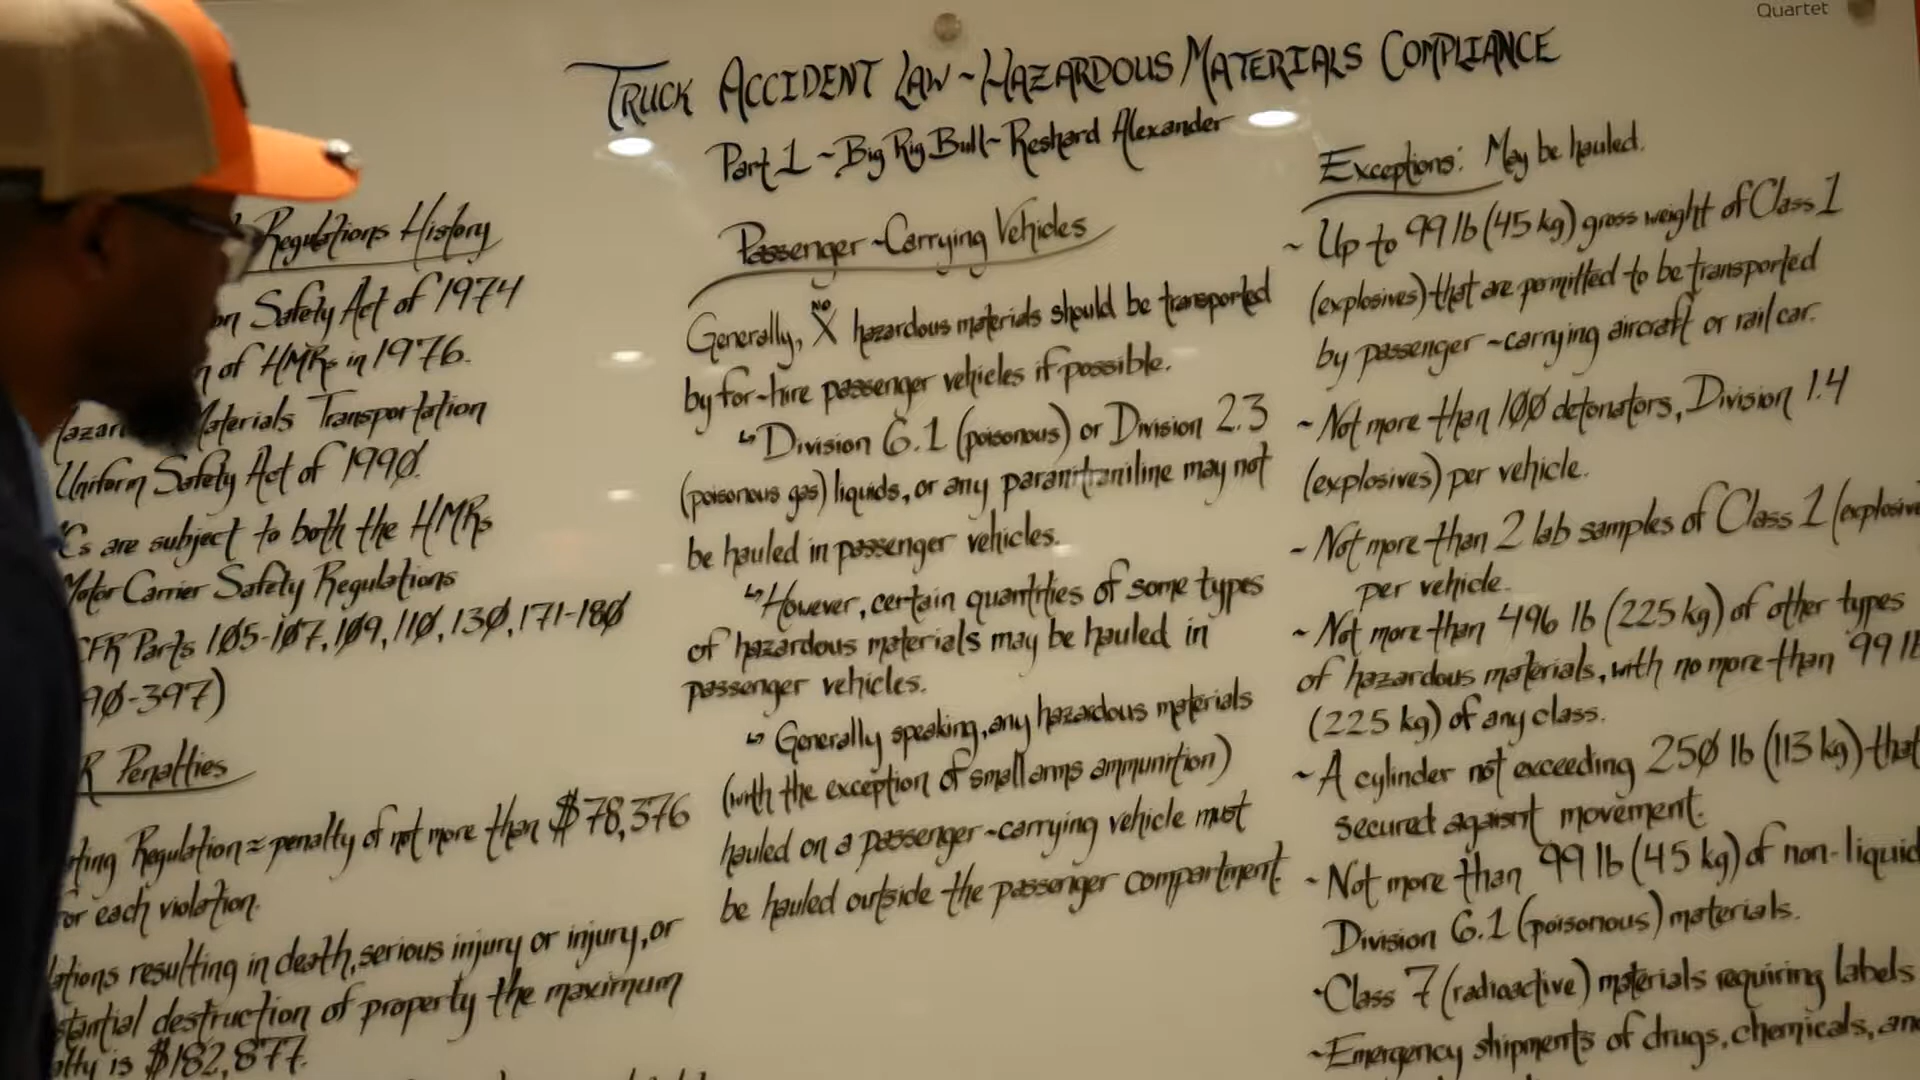 Quartet
TRUCK ACCIDENT LAW ~ HAZARDOUS MATERIALS COMPLIANCE
Part 1 ~ Big Rig Bull ~ Reshard Alexander
Regulations History
Safety Act of 1974
of HMRs in 1976.
Materials Transportation
Uniform Safety Act of 1990.
are subject to both the HMRs
Motor Carrier Safety Regulations
CFR Parts 105-107, 109, 110, 130, 171-180
90-397)
Penalties
Regulation = penalty of not more than $78,376
for each violation.
resulting in death, serious injury or injury, or
destruction of property the maximum
is $182,877.
Passenger-Carrying Vehicles
Generally, NO X hazardous materials should be transported
by for-hire passenger vehicles if possible.
↳ Division 6.1 (poisonous) or Division 2.3
(poisonous gas) liquids, or any paranitraniline may not
be hauled in passenger vehicles.
↳ However, certain quantities of some types
of hazardous materials may be hauled in
passenger vehicles.
↳ Generally speaking, any hazardous materials
(with the exception of small arms ammunition)
hauled on a passenger-carrying vehicle must
be hauled outside the passenger compartment.
Exceptions: May be hauled.
~ Up to 99 lb (45 kg) gross weight of Class 1
(explosives) that are permitted to be transported
by passenger-carrying aircraft or rail car.
~ Not more than 100 detonators, Division 1.4
(explosives) per vehicle.
~ Not more than 2 lab samples of Class 1 (explosive
per vehicle.
~ Not more than 496 lb (225 kg) of other types
of hazardous materials, with no more than 99 lb
(225 kg) of any class.
~ A cylinder not exceeding 250 lb (113 kg) that
secured against movement.
~ Not more than 99 lb (45 kg) of non-liquid
Division 6.1 (poisonous) materials.
~ Class 7 (radioactive) materials requiring labels
~ Emergency shipments of drugs, chemicals, and